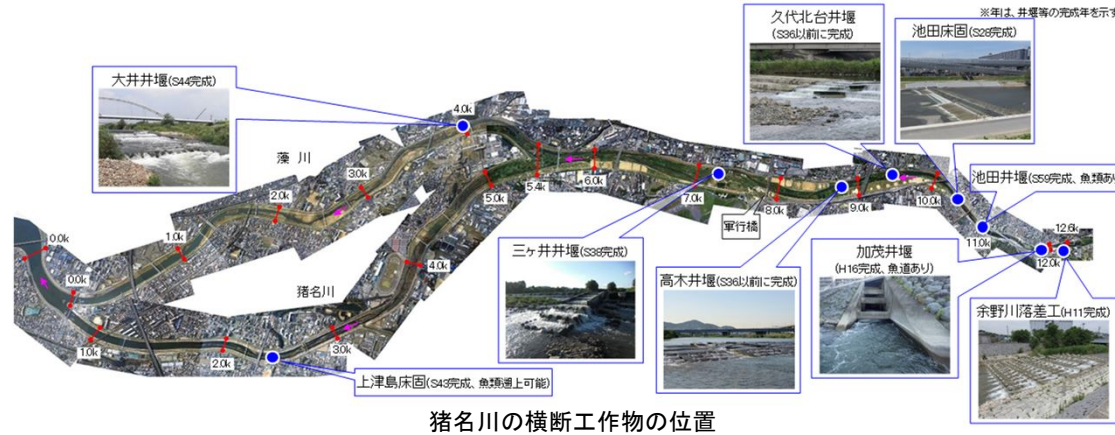 ※年は、井堰等の完成年を示す
久代北台井堰
(S36以前に完成)
池田床固(S28完成)
大井井堰(S44完成)
4.0k
藻 川
3.0k
2.0k
1.0k
0.0k
5.4k
6.0k
5.0k
7.0k
8.0k
軍行橋
9.0k
10.0k
池田井堰(S59完成、魚類あり
11.0k
12.6k
12.0k
0.0k
猪名川
4.0k
3.0k
2.0k
1.0k
上津島床固(S43完成、魚類遡上可能)
三ヶ井井堰(S38完成)
高木井堰(S36以前に完成)
加茂井堰
(H16完成、魚道あり)
余野川落差工(H11完成)
猪名川の横断工作物の位置